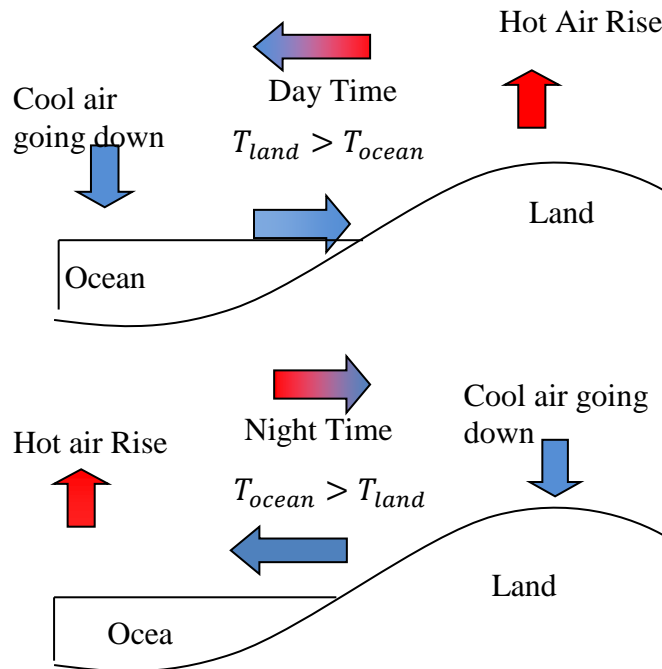 Hot Air Rise
Day Time
Cool air
going down
T_land > T_ocean
Land
Ocean
Cool air going
down
Night Time
Hot air Rise
T_ocean > T_land
Land
Ocea